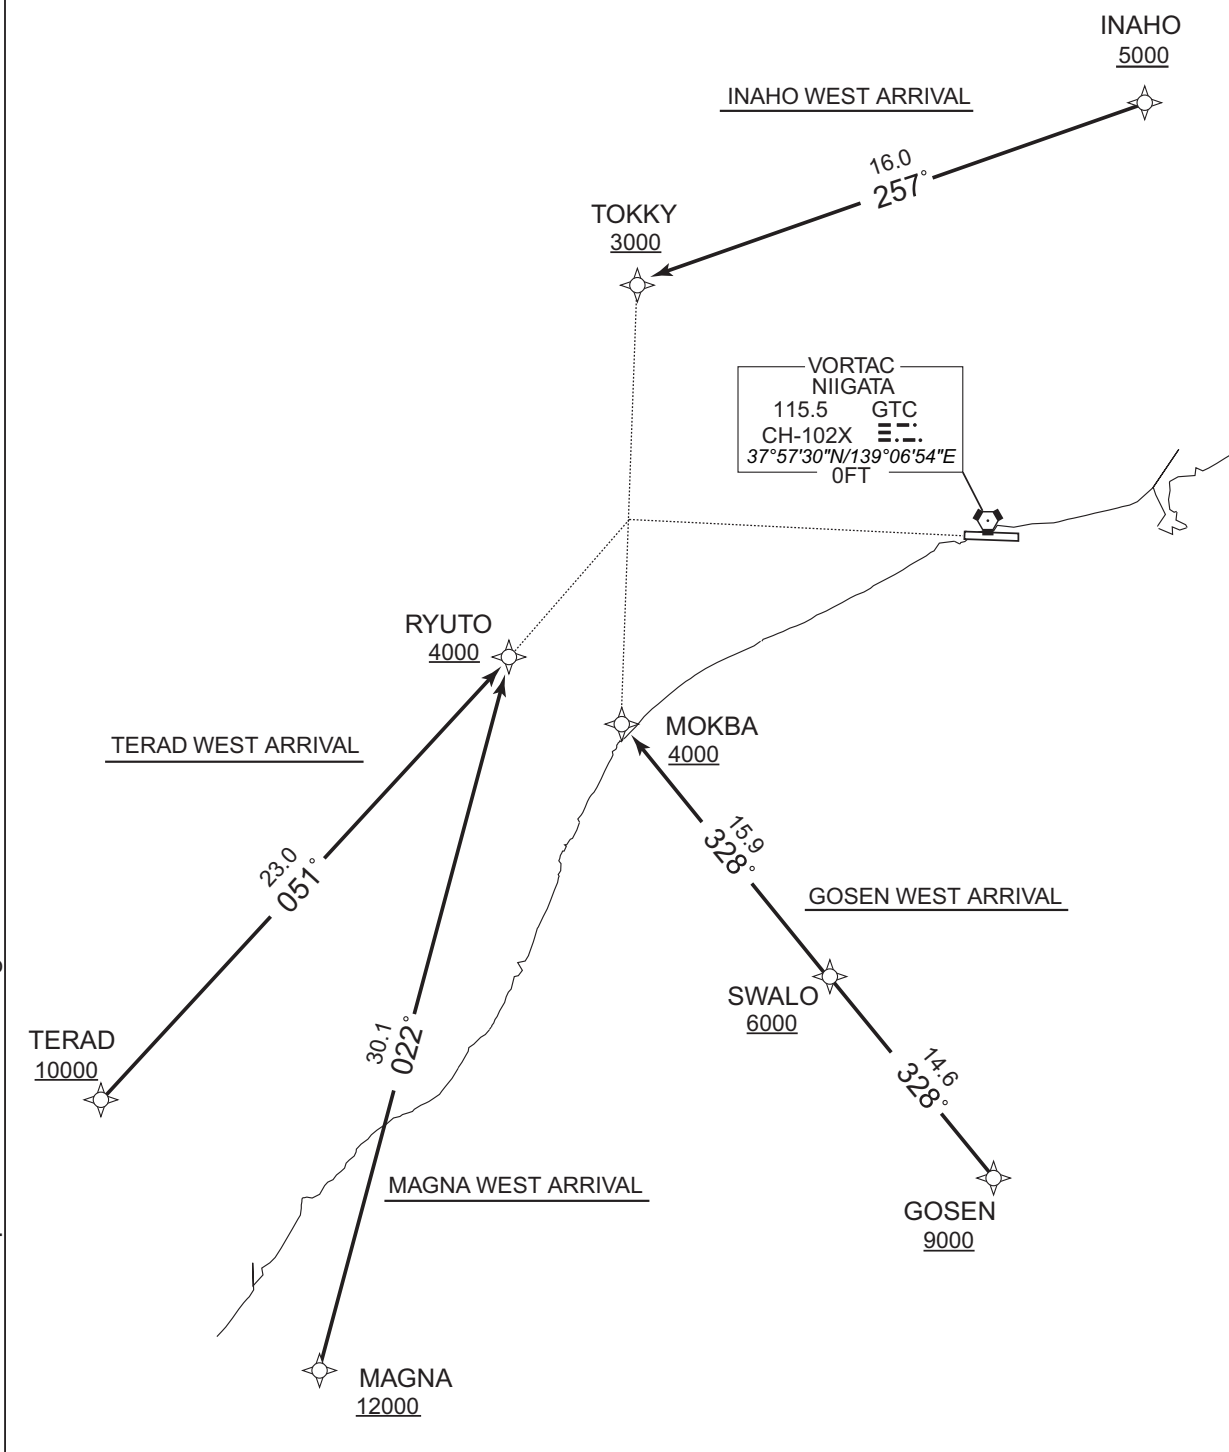 INAHO
5000
INAHO WEST ARRIVAL
16.0
257°
TOKKY
3000
VORTAC
NIIGATA
115.5 GTC
CH-102X
37°57'30"N/139°06'54"E
0FT
RYUTO
4000
MOKBA
4000
TERAD WEST ARRIVAL
15.9
328°
23.0
051°
GOSEN WEST ARRIVAL
SWALO
6000
30.1
022°
TERAD
10000
14.6
328°
MAGNA WEST ARRIVAL
GOSEN
9000
MAGNA
12000